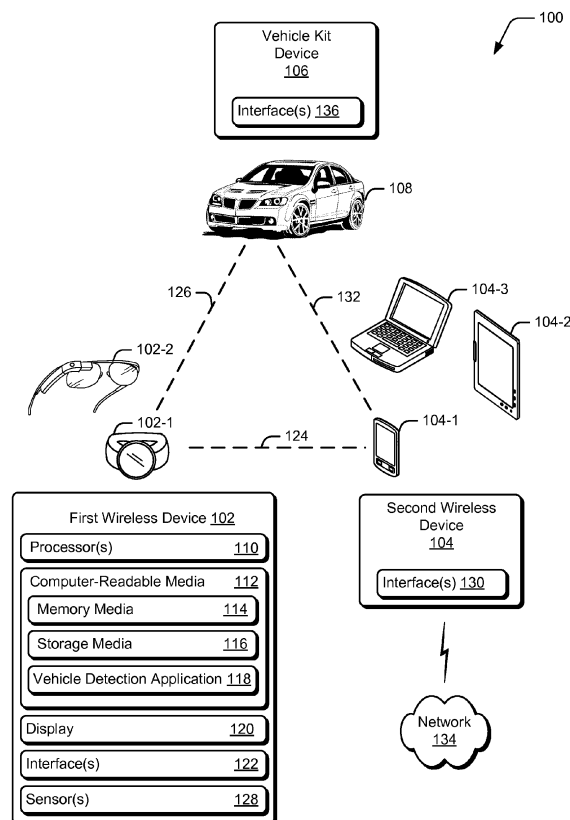 100
Vehicle Kit
Device
106
Interface(s) 136
108
126
132
104-3
104-2
102-2
102-1
124
104-1
First Wireless Device 102
Processor(s) 110
Computer-Readable Media 112
Memory Media 114
Storage Media 116
Vehicle Detection Application 118
Display 120
Interface(s) 122
Sensor(s) 128
Second Wireless
Device
104
Interface(s) 130
Network
134